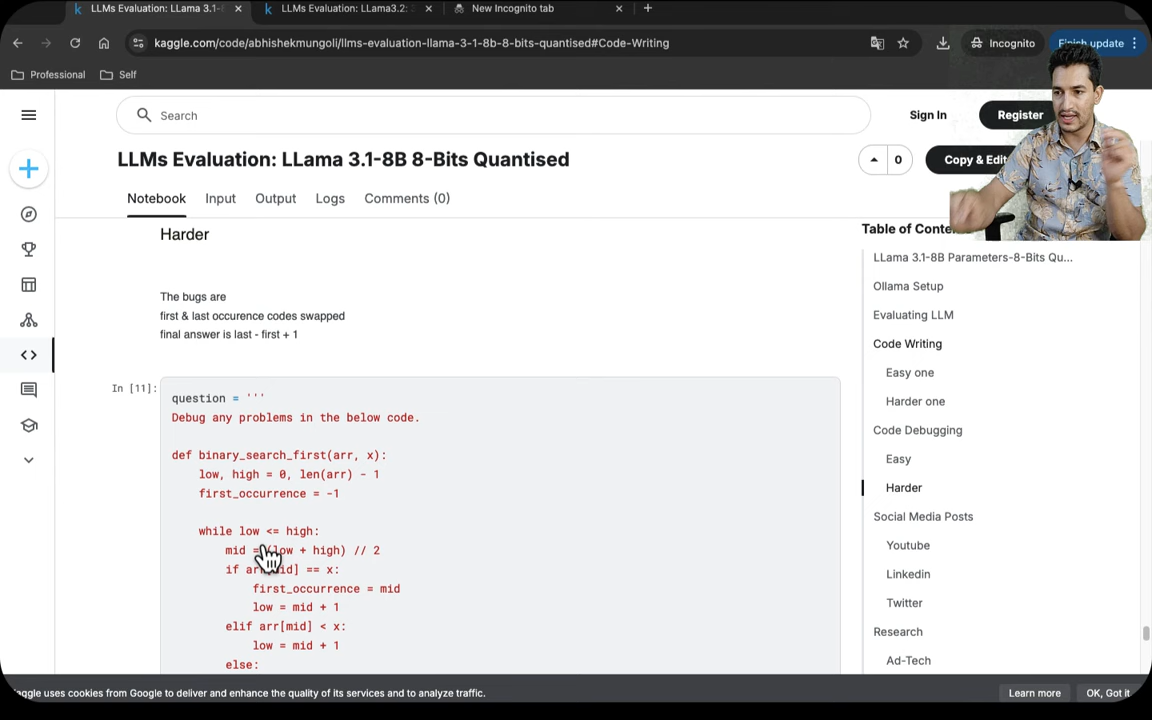 LLMs Evaluation: LLama 3.1-8
LLMs Evaluation: LLama3.2:
New Incognito tab
kaggle.com/code/abhishekmungoli/llms-evaluation-llama-3-1-8b-8-bits-quantised#Code-Writing
Incognito
Finish update
Professional
Self
Search
Sign In
Register
LLMs Evaluation: LLama 3.1-8B 8-Bits Quantised
0
Copy & Edit
Notebook
Input
Output
Logs
Comments (0)
Harder
The bugs are
first & last occurence codes swapped
final answer is last - first + 1
In [11]:
question = '''
Debug any problems in the below code.
def binary_search_first(arr, x):
low, high = 0, len(arr) - 1
first_occurrence = -1
while low <= high:
mid = (low + high) // 2
if arr[mid] == x:
first_occurrence = mid
low = mid + 1
elif arr[mid] < x:
low = mid + 1
else:
Table of Conte
LLama 3.1-8B Parameters-8-Bits Qu...
Ollama Setup
Evaluating LLM
Code Writing
Easy one
Harder one
Code Debugging
Easy
Harder
Social Media Posts
Youtube
Linkedin
Twitter
Research
Ad-Tech
aggle uses cookies from Google to deliver and enhance the quality of its services and to analyze traffic.
Learn more
OK, Got it